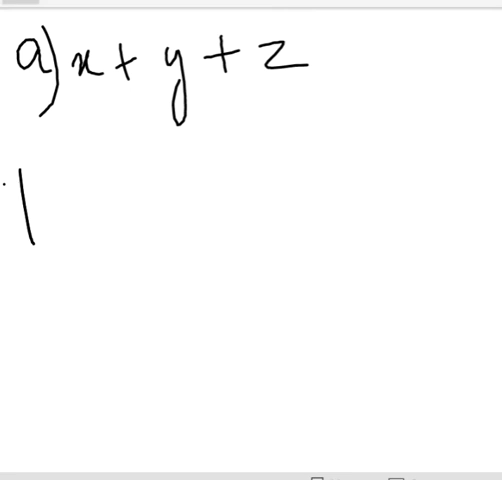 a) x + y + z